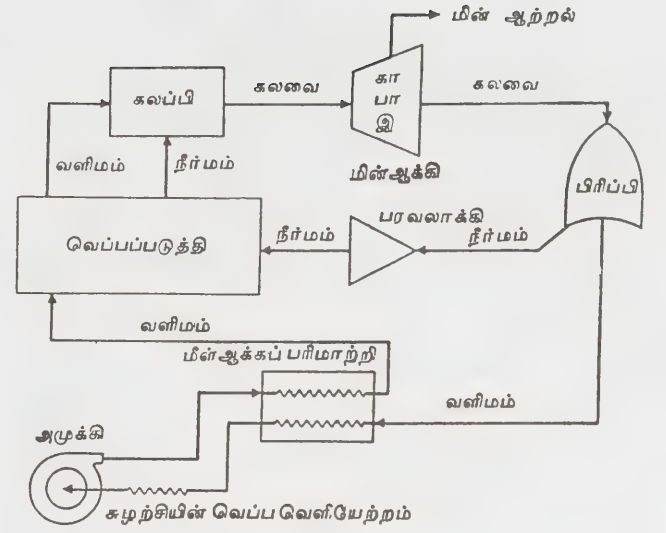 மின் ஆற்றல்
கலப்பி
கலவை
கா
பா
இ
கலவை
வளிமம்
நீர்மம்
மின்ஆக்கி
பிரிப்பி
வெப்பப்படுத்தி
நீர்மம்
பரவலாக்கி
நீர்மம்
வளிமம்
மீள்ஆக்கப் பரிமாற்றி
வளிமம்
அமுக்கி
சுழற்சியின் வெப்ப வெளியேற்றம்